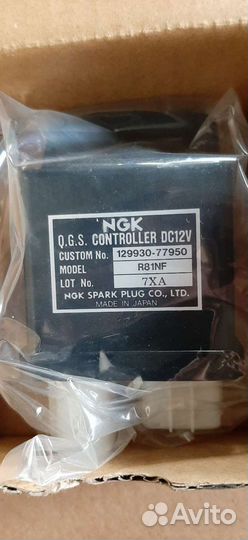 NGK
Q.G.S. CONTROLLER DC12V
CUSTOM No. 129930-77950
MODEL R81NF
LOT No. 7XA
NGK SPARK PLUG CO., LTD.
MADE IN JAPAN
Avito